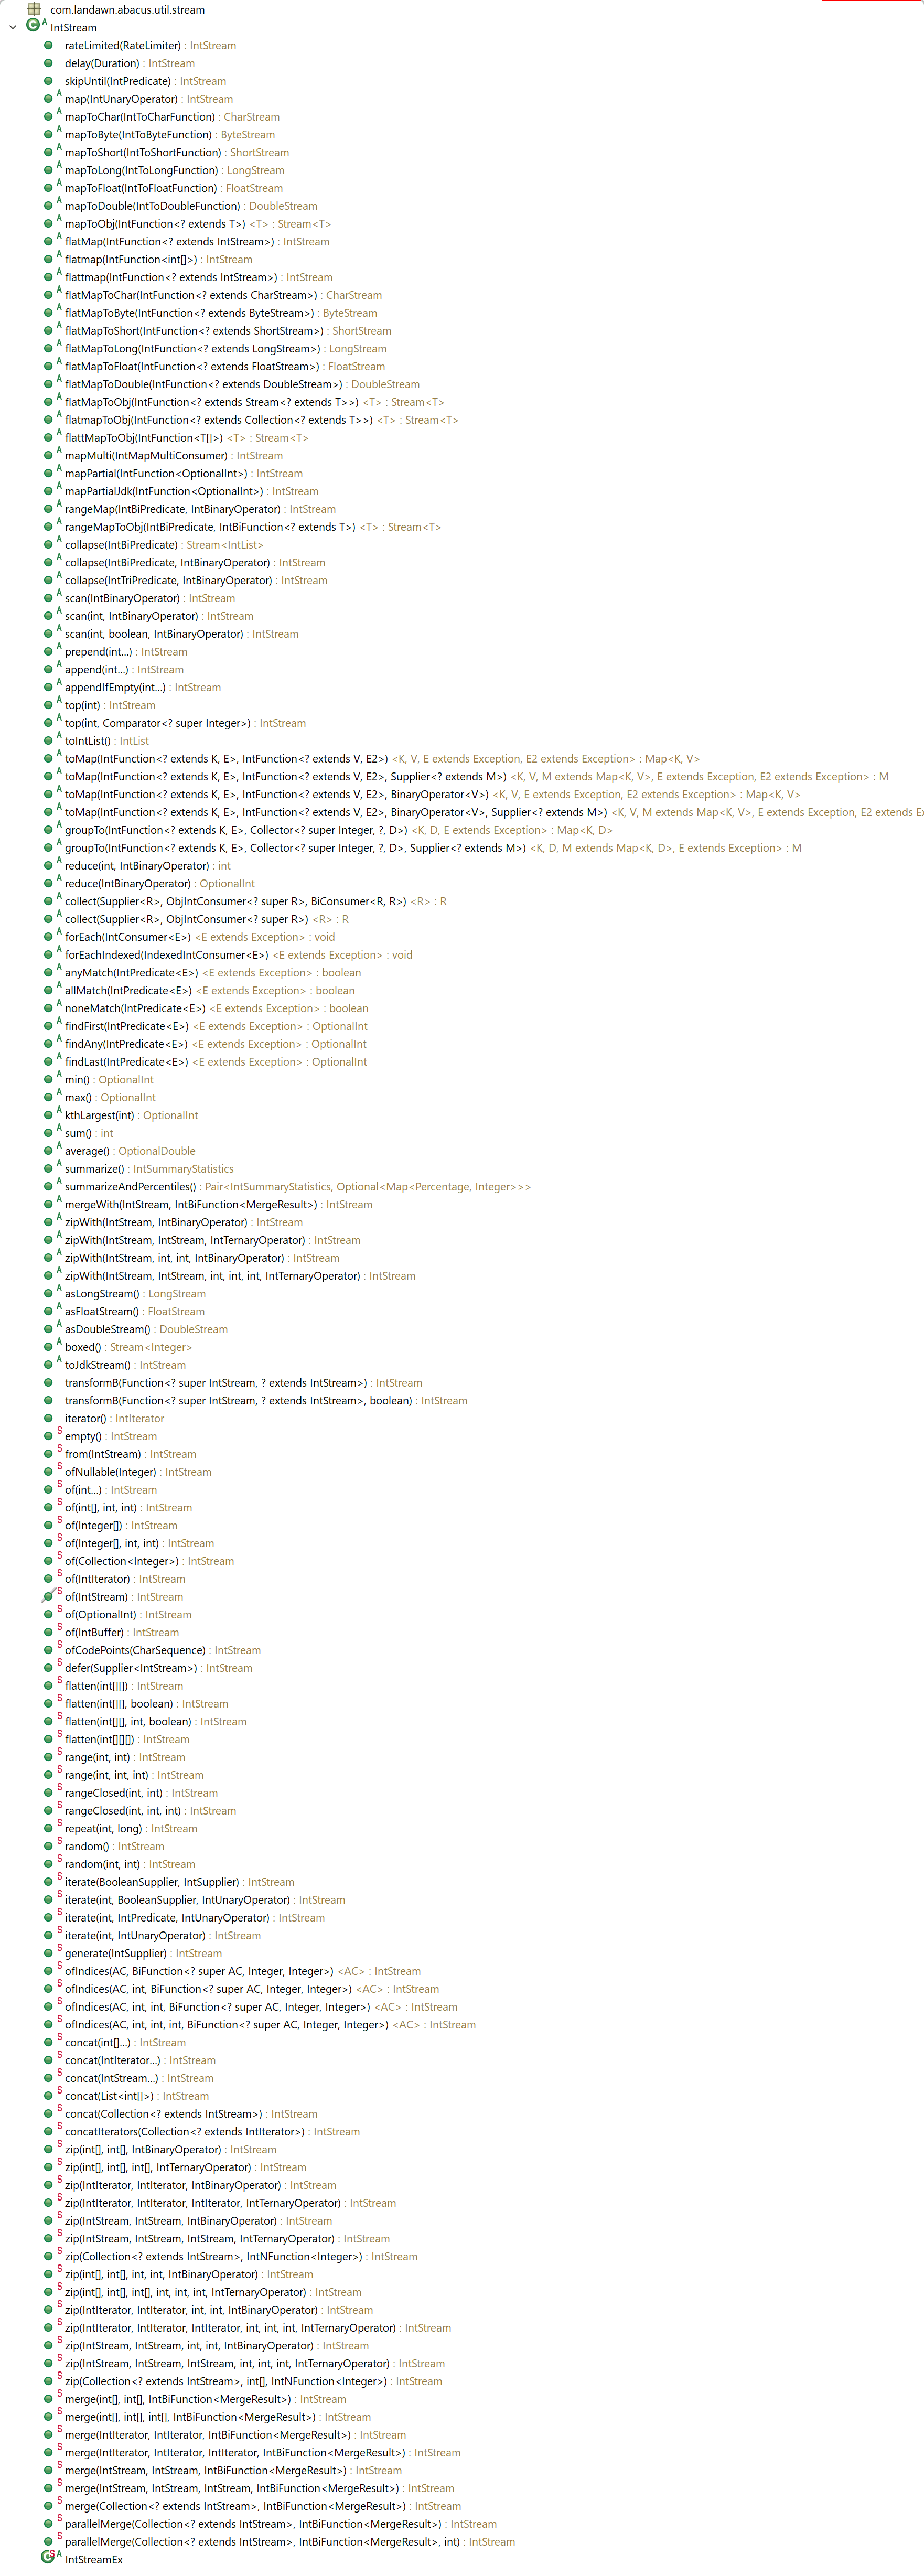 com.landawn.abacus.util.stream
IntStream
rateLimited(RateLimiter) : IntStream
delay(Duration) : IntStream
skipUntil(IntPredicate) : IntStream
map(IntUnaryOperator) : IntStream
mapToChar(IntToCharFunction) : CharStream
mapToByte(IntToByteFunction) : ByteStream
mapToShort(IntToShortFunction) : ShortStream
mapToLong(IntToLongFunction) : LongStream
mapToFloat(IntToFloatFunction) : FloatStream
mapToDouble(IntToDoubleFunction) : DoubleStream
mapToObj(IntFunction<? extends T>) <T> : Stream<T>
flatMap(IntFunction<? extends IntStream>) : IntStream
flatmap(IntFunction<int[]>) : IntStream
flattmap(IntFunction<? extends IntStream>) : IntStream
flatMapToChar(IntFunction<? extends CharStream>) : CharStream
flatMapToByte(IntFunction<? extends ByteStream>) : ByteStream
flatMapToShort(IntFunction<? extends ShortStream>) : ShortStream
flatMapToLong(IntFunction<? extends LongStream>) : LongStream
flatMapToFloat(IntFunction<? extends FloatStream>) : FloatStream
flatMapToDouble(IntFunction<? extends DoubleStream>) : DoubleStream
flatMapToObj(IntFunction<? extends Stream<? extends T>>) <T> : Stream<T>
flatmapToObj(IntFunction<? extends Collection<? extends T>>) <T> : Stream<T>
flattMapToObj(IntFunction<T[]>) <T> : Stream<T>
mapMulti(IntMapMultiConsumer) : IntStream
mapPartial(IntFunction<OptionalInt>) : IntStream
mapPartialJdk(IntFunction<OptionalInt>) : IntStream
rangeMap(IntBiPredicate, IntBinaryOperator) : IntStream
rangeMapToObj(IntBiPredicate, IntBiFunction<? extends T>) <T> : Stream<T>
collapse(IntBiPredicate) : Stream<IntList>
collapse(IntBiPredicate, IntBinaryOperator) : IntStream
collapse(IntTriPredicate, IntBinaryOperator) : IntStream
scan(IntBinaryOperator) : IntStream
scan(int, IntBinaryOperator) : IntStream
scan(int, boolean, IntBinaryOperator) : IntStream
prepend(int...) : IntStream
append(int...) : IntStream
appendIfEmpty(int...) : IntStream
top(int) : IntStream
top(int, Comparator<? super Integer>) : IntStream
toIntList() : IntList
toMap(IntFunction<? extends K, E>, IntFunction<? extends V, E2>) <K, V, E extends Exception, E2 extends Exception> : Map<K, V>
toMap(IntFunction<? extends K, E>, IntFunction<? extends V, E2>, Supplier<? extends M>) <K, V, M extends Map<K, V>, E extends Exception, E2 extends Exception> : M
toMap(IntFunction<? extends K, E>, IntFunction<? extends V, E2>, BinaryOperator<V>) <K, V, E extends Exception, E2 extends Exception> : Map<K, V>
toMap(IntFunction<? extends K, E>, IntFunction<? extends V, E2>, BinaryOperator<V>, Supplier<? extends M>) <K, V, M extends Map<K, V>, E extends Exception, E2 extends
groupTo(IntFunction<? extends K, E>, Collector<? super Integer, ?, D>) <K, D, E extends Exception> : Map<K, D>
groupTo(IntFunction<? extends K, E>, Collector<? super Integer, ?, D>, Supplier<? extends M>) <K, D, M extends Map<K, D>, E extends Exception> : M
reduce(int, IntBinaryOperator) : int
reduce(IntBinaryOperator) : OptionalInt
collect(Supplier<R>, ObjIntConsumer<? super R>, BiConsumer<R, R>) <R> : R
collect(Supplier<R>, ObjIntConsumer<? super R>) <R> : R
forEach(IntConsumer<E>) <E extends Exception> : void
forEachIndexed(IndexedIntConsumer<E>) <E extends Exception> : void
anyMatch(IntPredicate<E>) <E extends Exception> : boolean
allMatch(IntPredicate<E>) <E extends Exception> : boolean
noneMatch(IntPredicate<E>) <E extends Exception> : boolean
findFirst(IntPredicate<E>) <E extends Exception> : OptionalInt
findAny(IntPredicate<E>) <E extends Exception> : OptionalInt
findLast(IntPredicate<E>) <E extends Exception> : OptionalInt
min() : OptionalInt
max() : OptionalInt
kthLargest(int) : OptionalInt
sum() : int
average() : OptionalDouble
summarize() : IntSummaryStatistics
summarizeAndPercentiles() : Pair<IntSummaryStatistics, Optional<Map<Percentage, Integer>>>
mergeWith(IntStream, IntBiFunction<MergeResult>) : IntStream
zipWith(IntStream, IntBinaryOperator) : IntStream
zipWith(IntStream, IntStream, IntTernaryOperator) : IntStream
zipWith(IntStream, int, int, IntBinaryOperator) : IntStream
zipWith(IntStream, IntStream, int, int, int, IntTernaryOperator) : IntStream
asLongStream() : LongStream
asFloatStream() : FloatStream
asDoubleStream() : DoubleStream
boxed() : Stream<Integer>
toJdkStream() : IntStream
transformB(Function<? super IntStream, ? extends IntStream>) : IntStream
transformB(Function<? super IntStream, ? extends IntStream>, boolean) : IntStream
iterator() : IntIterator
empty() : IntStream
from(IntStream) : IntStream
ofNullable(Integer) : IntStream
of(int...) : IntStream
of(int[], int, int) : IntStream
of(Integer[]) : IntStream
of(Integer[], int, int) : IntStream
of(Collection<Integer>) : IntStream
of(IntIterator) : IntStream
of(IntStream) : IntStream
of(OptionalInt) : IntStream
of(IntBuffer) : IntStream
ofCodePoints(CharSequence) : IntStream
defer(Supplier<IntStream>) : IntStream
flatten(int[][]) : IntStream
flatten(int[][], boolean) : IntStream
flatten(int[][], int, boolean) : IntStream
flatten(int[][][]) : IntStream
range(int, int) : IntStream
range(int, int, int) : IntStream
rangeClosed(int, int) : IntStream
rangeClosed(int, int, int) : IntStream
repeat(int, long) : IntStream
random() : IntStream
random(int, int) : IntStream
iterate(BooleanSupplier, IntSupplier) : IntStream
iterate(int, BooleanSupplier, IntUnaryOperator) : IntStream
iterate(int, IntPredicate, IntUnaryOperator) : IntStream
iterate(int, IntUnaryOperator) : IntStream
generate(IntSupplier) : IntStream
ofIndices(AC, BiFunction<? super AC, Integer, Integer>) <AC> : IntStream
ofIndices(AC, int, BiFunction<? super AC, Integer, Integer>) <AC> : IntStream
ofIndices(AC, int, int, BiFunction<? super AC, Integer, Integer>) <AC> : IntStream
ofIndices(AC, int, int, int, BiFunction<? super AC, Integer, Integer>) <AC> : IntStream
concat(int[]...) : IntStream
concat(IntIterator...) : IntStream
concat(IntStream...) : IntStream
concat(List<int[]>) : IntStream
concat(Collection<? extends IntStream>) : IntStream
concatIterators(Collection<? extends IntIterator>) : IntStream
zip(int[], int[], IntBinaryOperator) : IntStream
zip(int[], int[], int[], IntTernaryOperator) : IntStream
zip(IntIterator, IntIterator, IntBinaryOperator) : IntStream
zip(IntIterator, IntIterator, IntIterator, IntTernaryOperator) : IntStream
zip(IntStream, IntStream, IntBinaryOperator) : IntStream
zip(IntStream, IntStream, IntStream, IntTernaryOperator) : IntStream
zip(Collection<? extends IntStream>, IntNFunction<Integer>) : IntStream
zip(int[], int[], int, int, IntBinaryOperator) : IntStream
zip(int[], int[], int[], int, int, int, IntTernaryOperator) : IntStream
zip(IntIterator, IntIterator, int, int, IntBinaryOperator) : IntStream
zip(IntIterator, IntIterator, IntIterator, int, int, int, IntTernaryOperator) : IntStream
zip(IntStream, IntStream, int, int, IntBinaryOperator) : IntStream
zip(IntStream, IntStream, IntStream, int, int, int, IntTernaryOperator) : IntStream
zip(Collection<? extends IntStream>, int[], IntNFunction<Integer>) : IntStream
merge(int[], int[], IntBiFunction<MergeResult>) : IntStream
merge(int[], int[], int[], IntBiFunction<MergeResult>) : IntStream
merge(IntIterator, IntIterator, IntBiFunction<MergeResult>) : IntStream
merge(IntIterator, IntIterator, IntIterator, IntBiFunction<MergeResult>) : IntStream
merge(IntStream, IntStream, IntBiFunction<MergeResult>) : IntStream
merge(IntStream, IntStream, IntStream, IntBiFunction<MergeResult>) : IntStream
merge(Collection<? extends IntStream>, IntBiFunction<MergeResult>) : IntStream
parallelMerge(Collection<? extends IntStream>, IntBiFunction<MergeResult>) : IntStream
parallelMerge(Collection<? extends IntStream>, IntBiFunction<MergeResult>, int) : IntStream
IntStreamEx